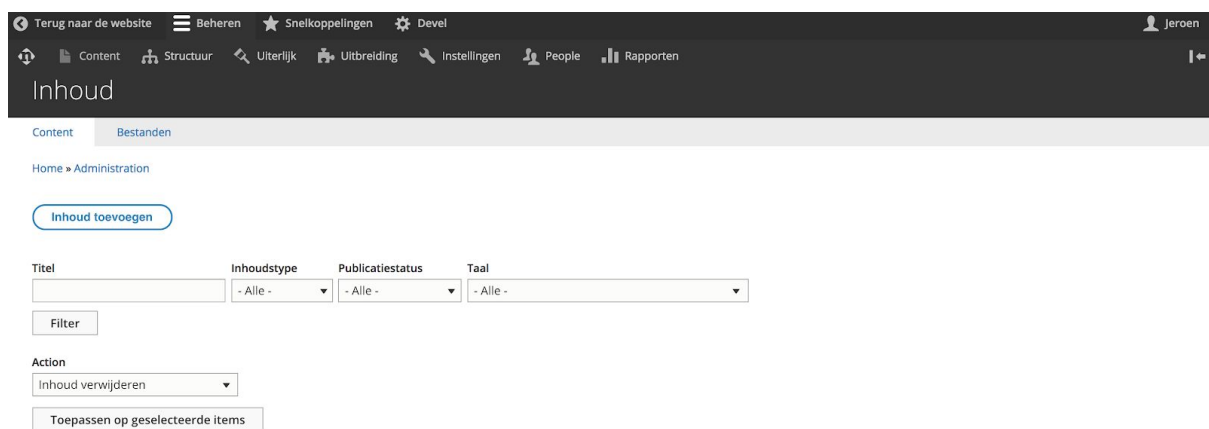 Terug naar de website Beheren Snelkoppelingen Devel Jeroen
Content Structuur Uiterlijk Uitbreiding Instellingen People Rapporten
Inhoud
Content Bestanden
Home » Administration
Inhoud toevoegen
Titel Inhoudstype Publicatiestatus Taal
- Alle - - Alle - - Alle -
Filter
Action
Inhoud verwijderen
Toepassen op geselecteerde items